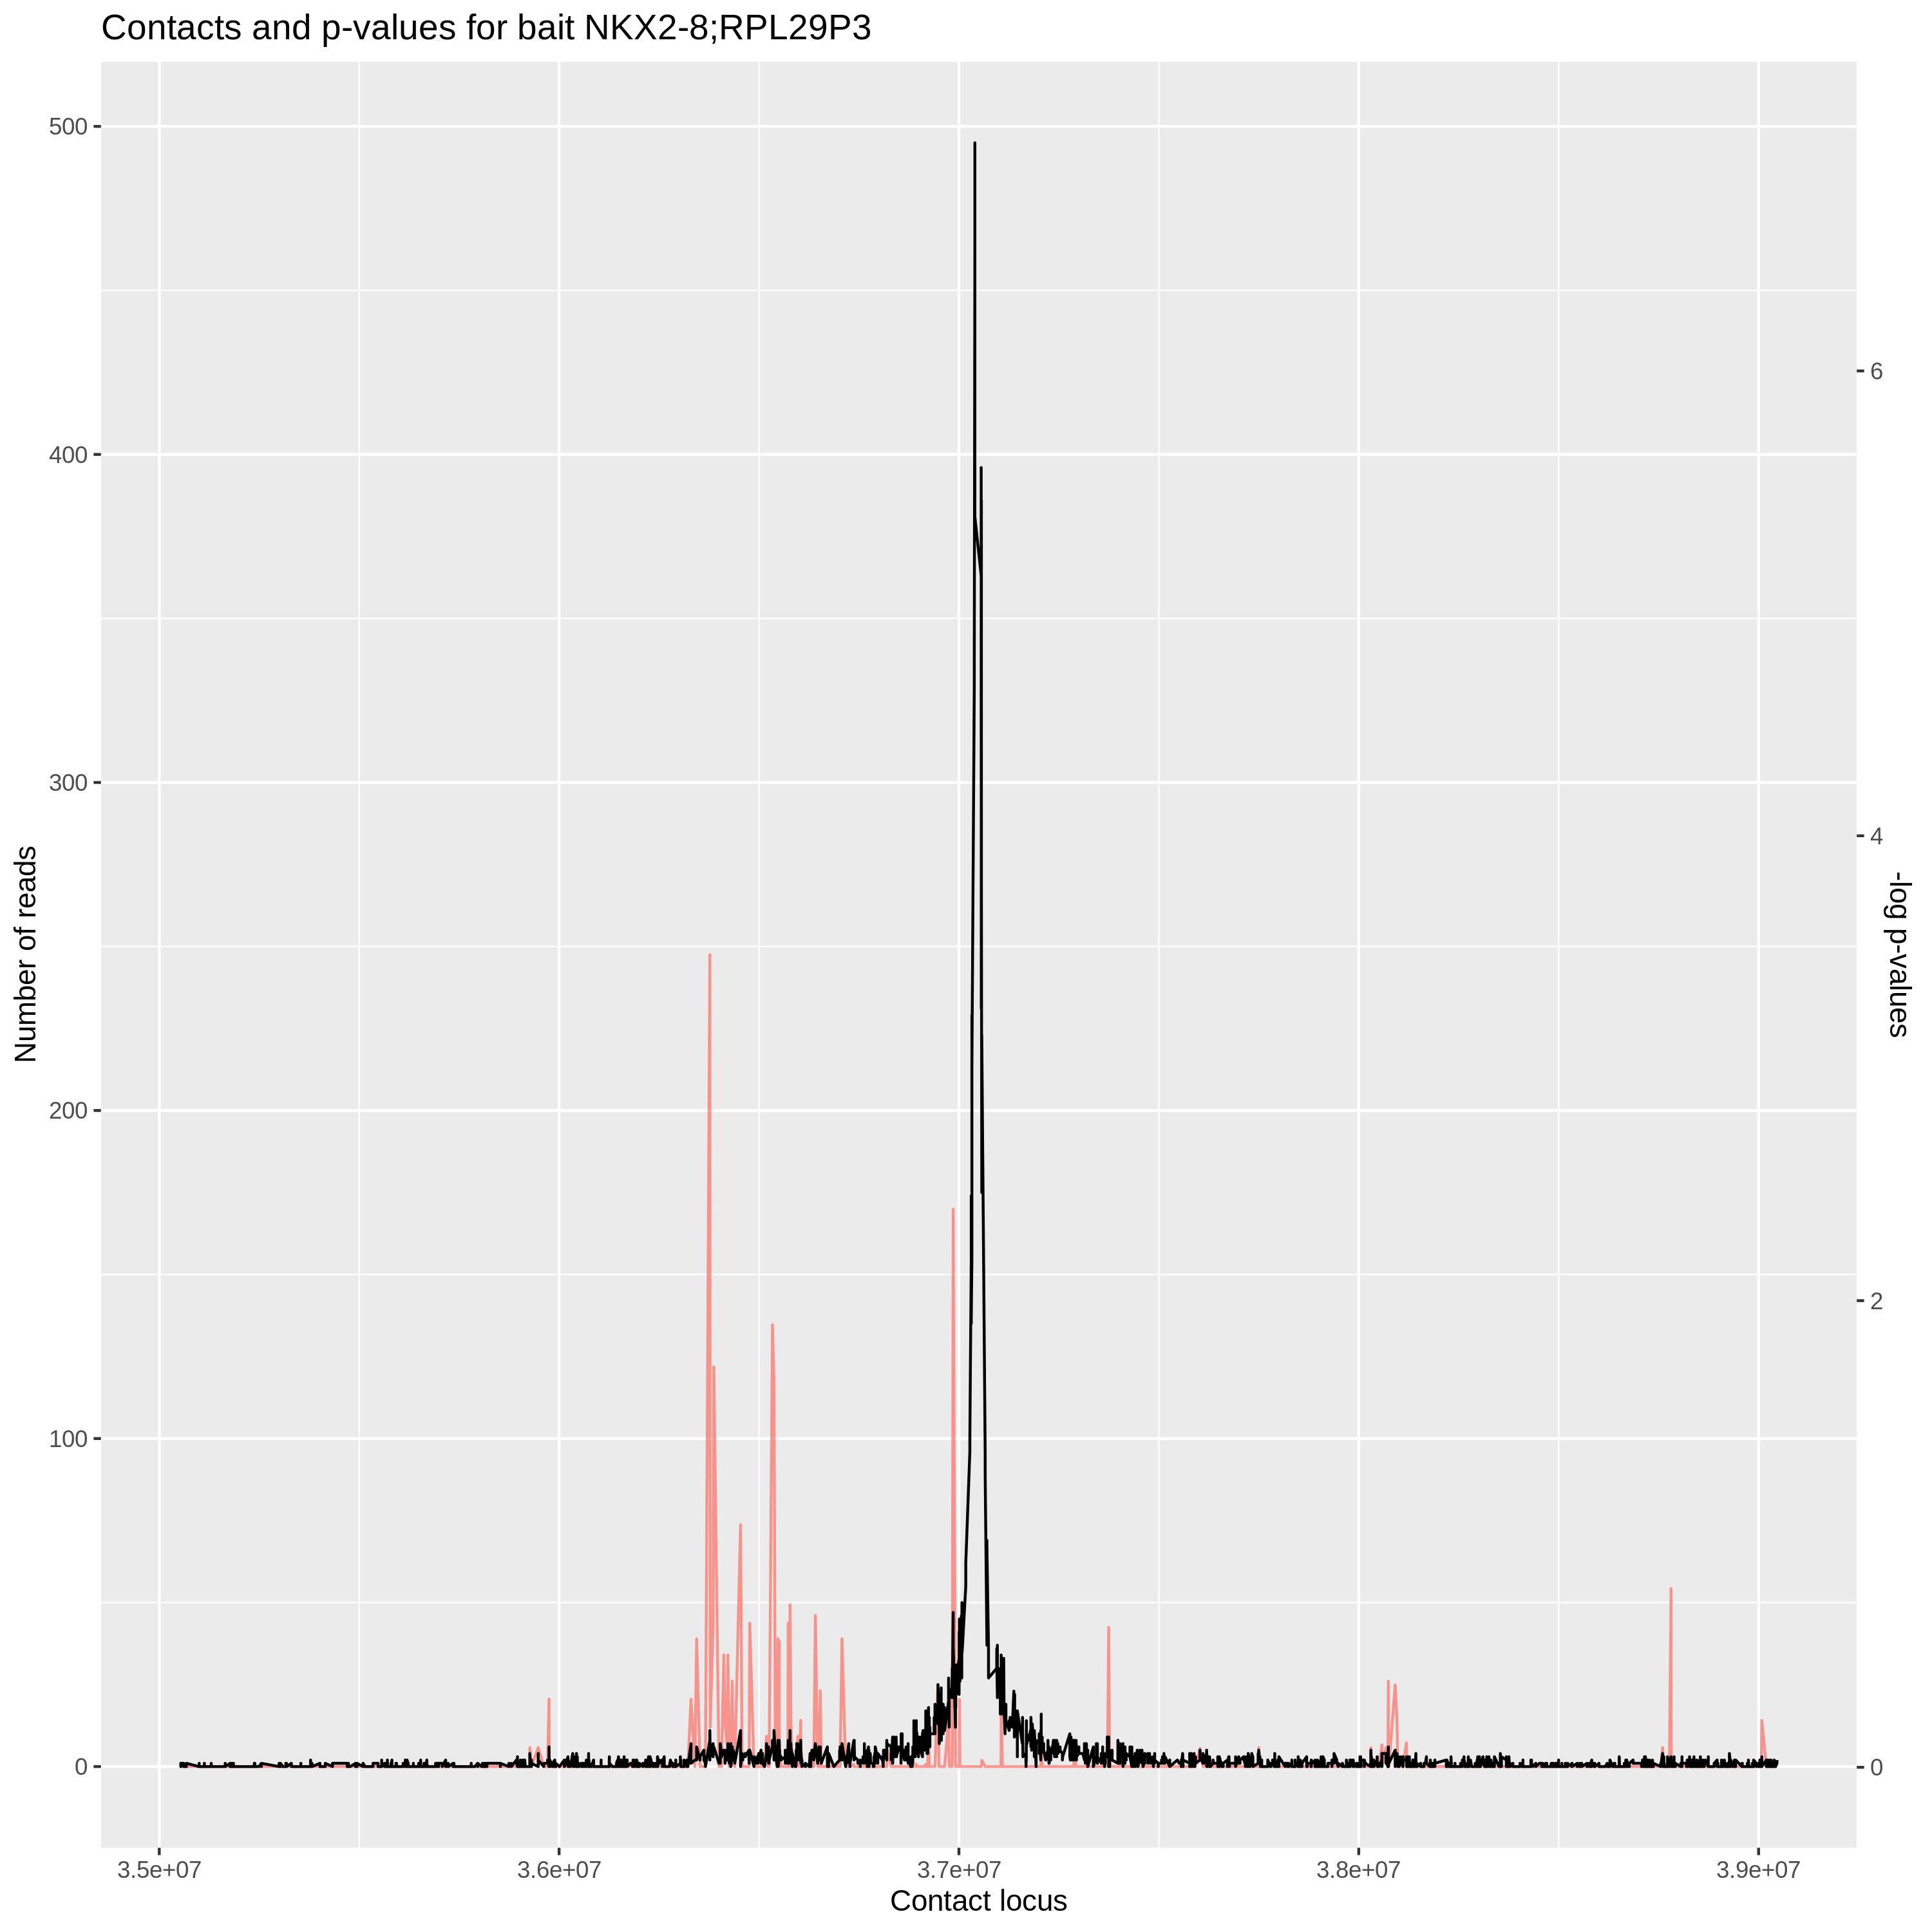 Contacts and p-values for bait NKX2-8;RPL29P3
500
400
300
200
100
0
Number of reads
6
4
2
0
-log p-values
3.5e+07
3.6e+07
3.7e+07
3.8e+07
3.9e+07
Contact locus